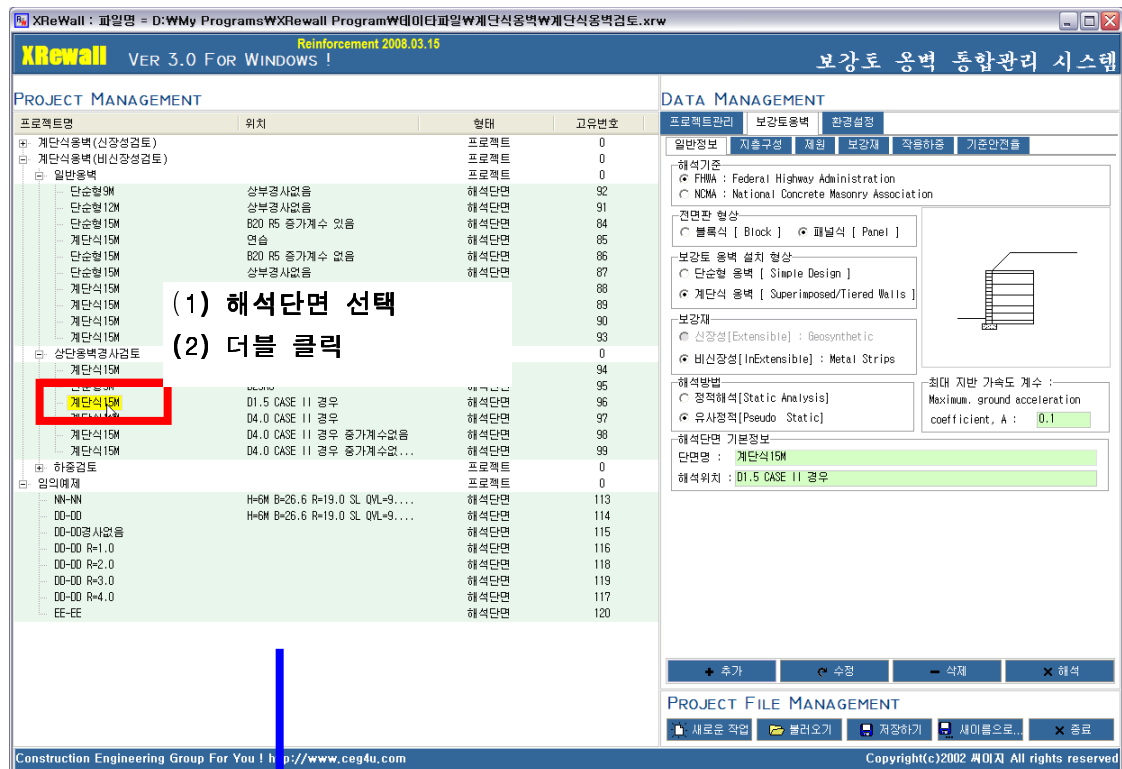 XReWall : 파일명 = D:₩My Programs₩XRewall Program₩데이타파일₩계단식옹벽₩계단식옹벽검토.xrw
XRewall VER 3.0 FOR WINDOWS !
Reinforcement 2008.03.15
보강토 옹벽 통합관리 시스템
PROJECT MANAGEMENT
프로젝트명 위치 형태 고유번호
계단식옹벽(신장성검토) 프로젝트 0
계단식옹벽(비신장성검토) 프로젝트 0
일반옹벽 프로젝트 0
단순형9M 상부경사없음 해석단면 92
단순형12M 상부경사없음 해석단면 91
단순형15M B20 R5 증가계수 있음 해석단면 84
계단식15M 연습 해석단면 85
단순형15M B20 R5 증가계수 없음 해석단면 86
단순형15M 상부경사없음 해석단면 87
계단식15M 88
계단식15M 89
계단식15M 90
계단식15M 93
상단옹벽경사검토 0
계단식15M 94
95
계단식15M D1.5 CASE II 경우 해석단면 96
D4.0 CASE II 경우 해석단면 97
계단식15M D4.0 CASE II 경우 증가계수없음 해석단면 98
계단식15M D4.0 CASE II 경우 증가계수없... 해석단면 99
하중검토 프로젝트 0
임의예제 프로젝트 0
NN-NN H=6M B=26.6 R=19.0 SL QVL=9.... 해석단면 113
DD-DD H=6M B=26.6 R=19.0 SL QVL=9.... 해석단면 114
DD-DD경사없음 해석단면 115
DD-DD R=1.0 해석단면 116
DD-DD R=2.0 해석단면 118
DD-DD R=3.0 해석단면 119
DD-DD R=4.0 해석단면 117
EE-EE 해석단면 120
(1) 해석단면 선택
(2) 더블 클릭
DATA MANAGEMENT
프로젝트관리 보강토옹벽 환경설정
일반정보 지층구성 제원 보강재 작용하중 기준안전율
해석기준
FHWA : Federal Highway Administration
NCMA : National Concrete Masonry Association
전면판 형상
블록식 [ Block ] 패널식 [ Panel ]
보강토 옹벽 설치 형상
단순형 옹벽 [ Simple Design ]
계단식 옹벽 [ Superimposed/Tiered Walls ]
보강재
신장성[Extensible] : Geosynthetic
비신장성[InExtensible] : Metal Strips
해석방법
정적해석[Static Analysis]
유사정적[Pseudo Static]
최대 지반 가속도 계수 :
Maximum. ground acceleration
coefficient, A : 0.1
해석단면 기본정보
단면명 : 계단식15M
해석위치 : D1.5 CASE II 경우
추가 수정 삭제 해석
PROJECT FILE MANAGEMENT
새로운 작업 불러오기 저장하기 새이름으로... 종료
Construction Engineering Group For You ! http://www.ceg4u.com
Copyright(c)2002 씨이지 All rights reserved